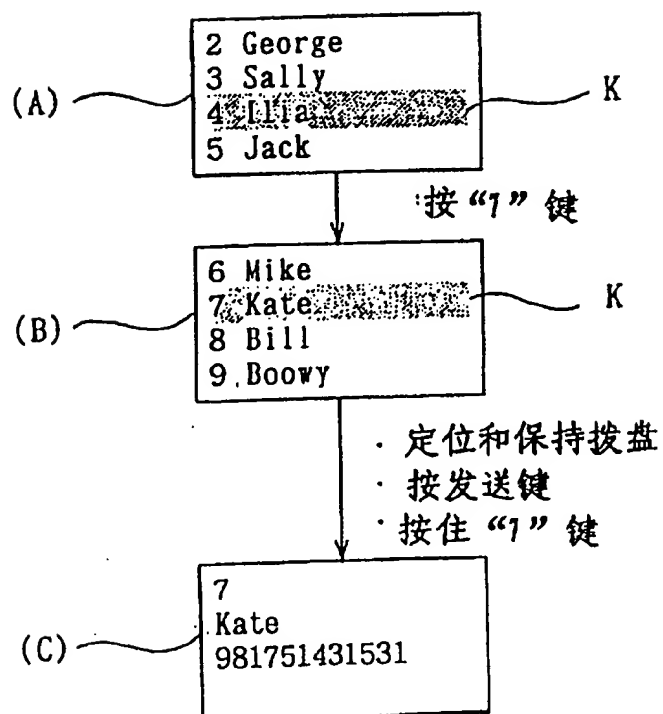 2 George
3 Sally
(A)
4 Illa
K
5 Jack
按“7”键
6 Mike
7 Kate
K
(B)
8 Bill
9.Boowy
· 定位和保持拨盘
· 按发送键
· 按住“7”键
7
Kate
(C)
981751431531